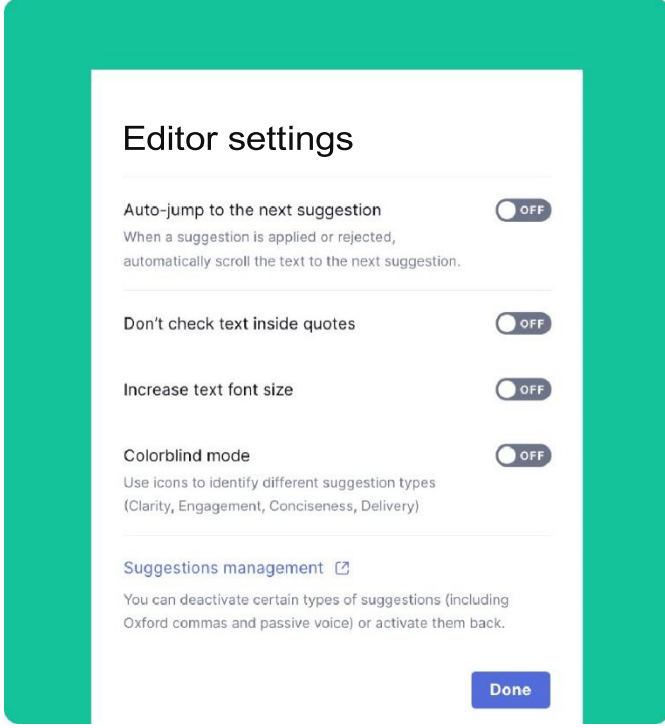 Editor settings
Auto-jump to the next suggestion
OFF
When a suggestion is applied or rejected,
automatically scroll the text to the next suggestion.
Don't check text inside quotes
OFF
Increase text font size
OFF
Colorblind mode
OFF
Use icons to identify different suggestion types
(Clarity, Engagement, Conciseness, Delivery)
Suggestions management
You can deactivate certain types of suggestions (including
Oxford commas and passive voice) or activate them back.
Done